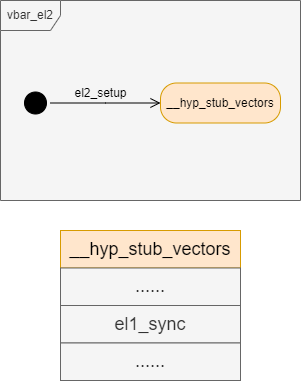 vbar_el2
el2_setup
__hyp_stub_vectors
__hyp_stub_vectors
......
el1_sync
......